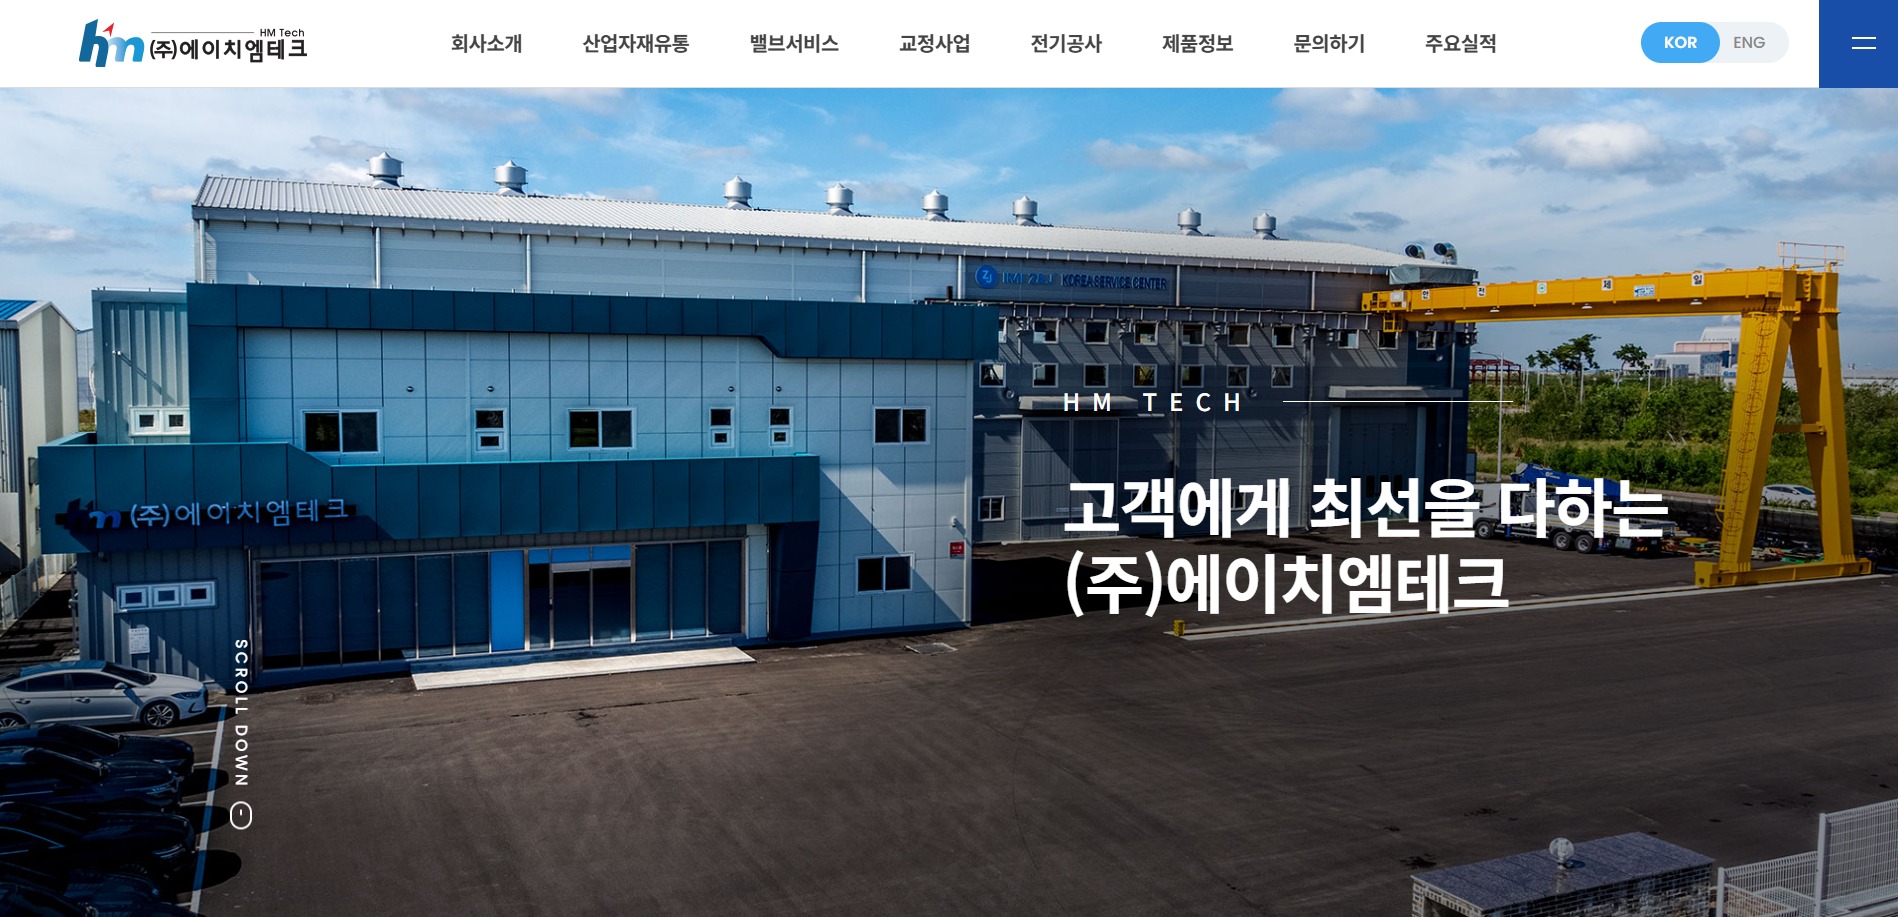 HM Tech
(주)에이치엠테크
회사소개
산업자재유통
밸브서비스
교정사업
전기공사
제품정보
문의하기
주요실적
KOR
ENG
KOREA SERVICE CENTER
안 전 제 일
HM TECH
고객에게 최선을 다하는
(주)에이치엠테크
hm (주)에이치엠테크
SCROLL DOWN